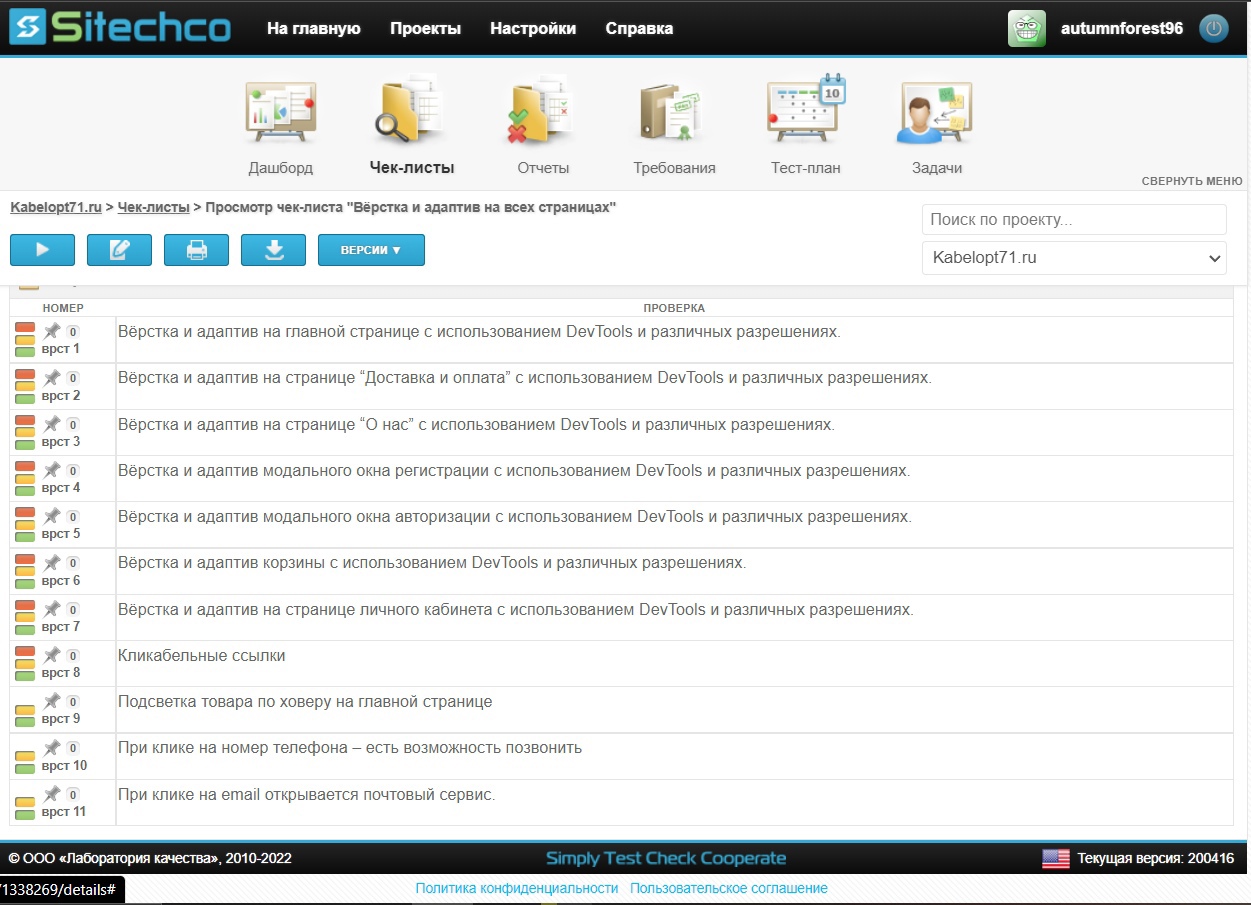 Sitechco
На главную Проекты Настройки Справка
autumnforest96
10
Дашборд Чек-листы Отчеты Требования Тест-план Задачи
СВЕРНУТЬ МЕНЮ
Kabelopt71.ru > Чек-листы > Просмотр чек-листа "Вёрстка и адаптив на всех страницах"
Поиск по проекту...
ВЕРСИИ ▼
Kabelopt71.ru
НОМЕР ПРОВЕРКА
0 Вёрстка и адаптив на главной странице с использованием DevTools и различных разрешениях.
врст 1
0 Вёрстка и адаптив на странице “Доставка и оплата” с использованием DevTools и различных разрешениях.
врст 2
0 Вёрстка и адаптив на странице “О нас” с использованием DevTools и различных разрешениях.
врст 3
0 Вёрстка и адаптив модального окна регистрации с использованием DevTools и различных разрешениях.
врст 4
0 Вёрстка и адаптив модального окна авторизации с использованием DevTools и различных разрешениях.
врст 5
0 Вёрстка и адаптив корзины с использованием DevTools и различных разрешениях.
врст 6
0 Вёрстка и адаптив на странице личного кабинета с использованием DevTools и различных разрешениях.
врст 7
0 Кликабельные ссылки
врст 8
0 Подсветка товара по ховеру на главной странице
врст 9
0 При клике на номер телефона – есть возможность позвонить
врст 10
0 При клике на email открывается почтовый сервис.
врст 11
© ООО «Лаборатория качества», 2010-2022
Simply Test Check Cooperate
Текущая версия: 200416
/1338269/details#
Политика конфиденциальности Пользовательское соглашение